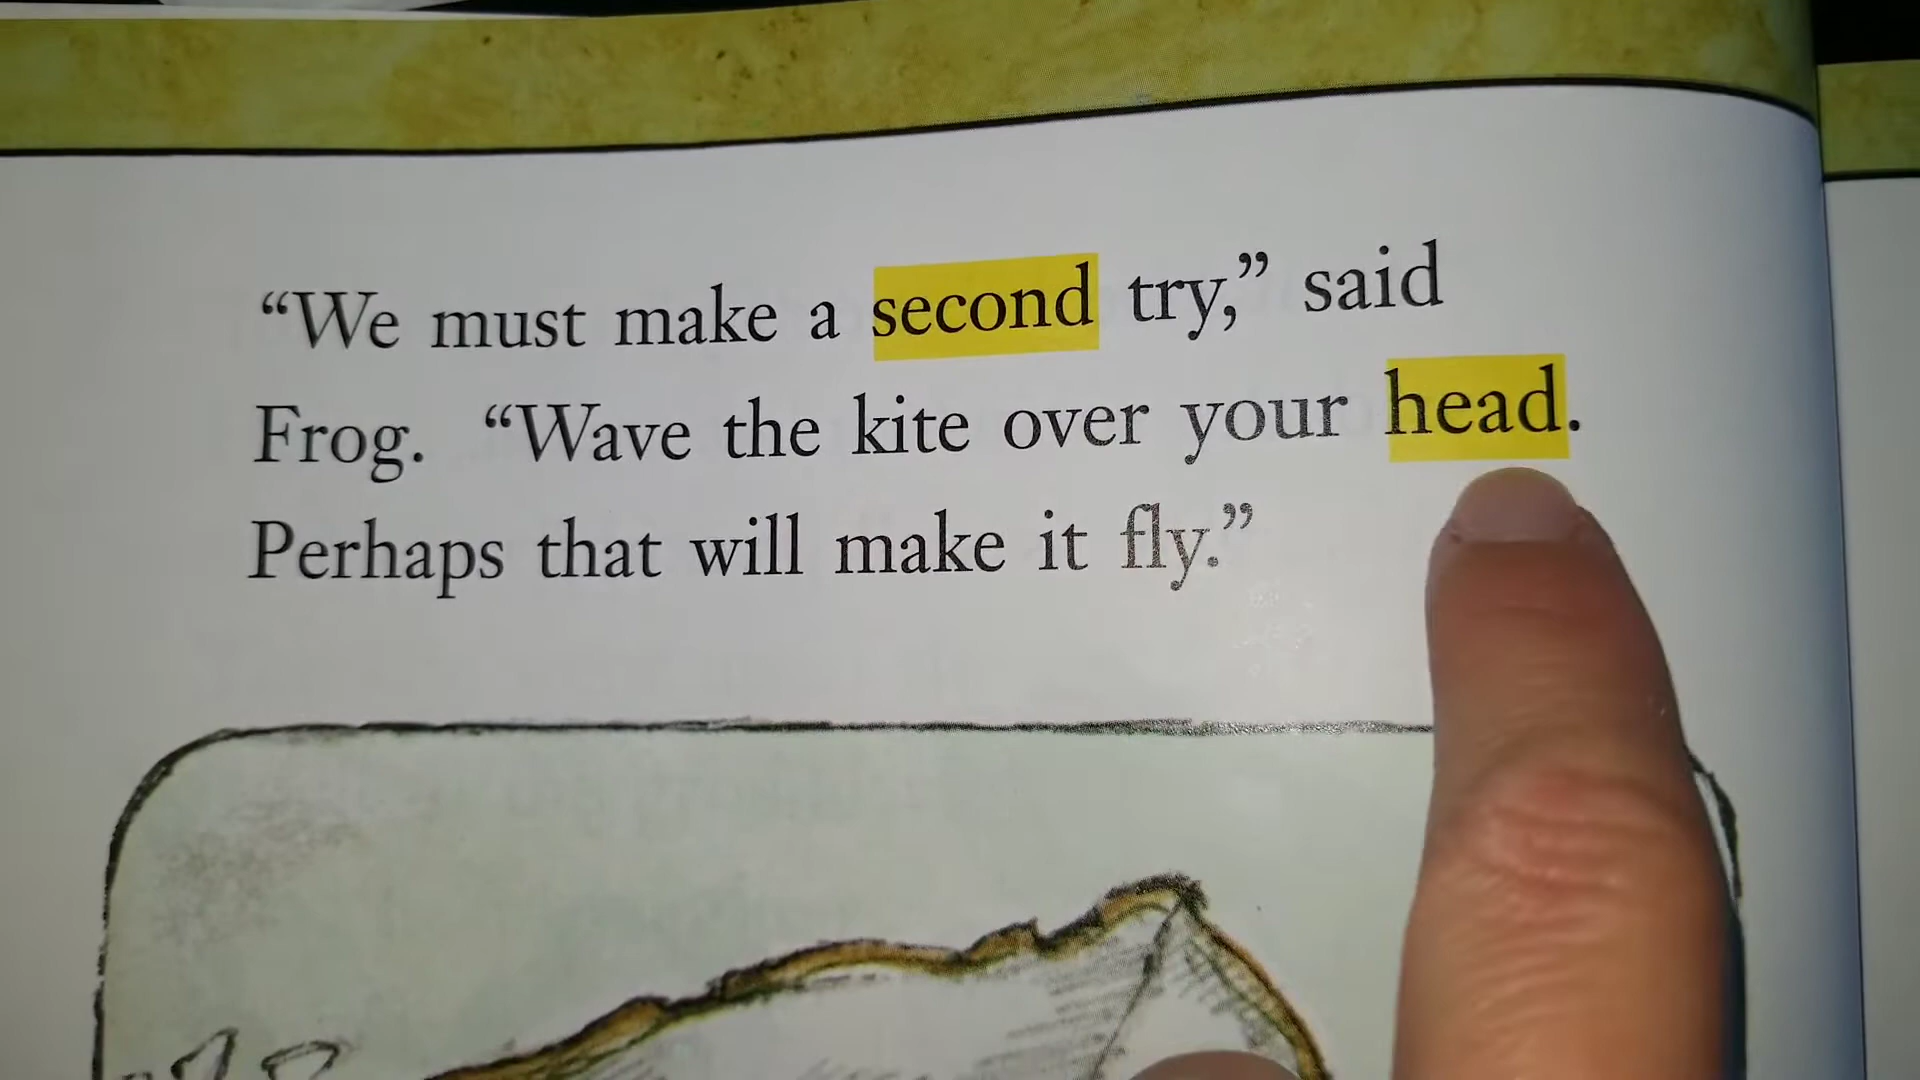 “We must make a second try,” said
Frog. “Wave the kite over your head.
Perhaps that will make it fly.”